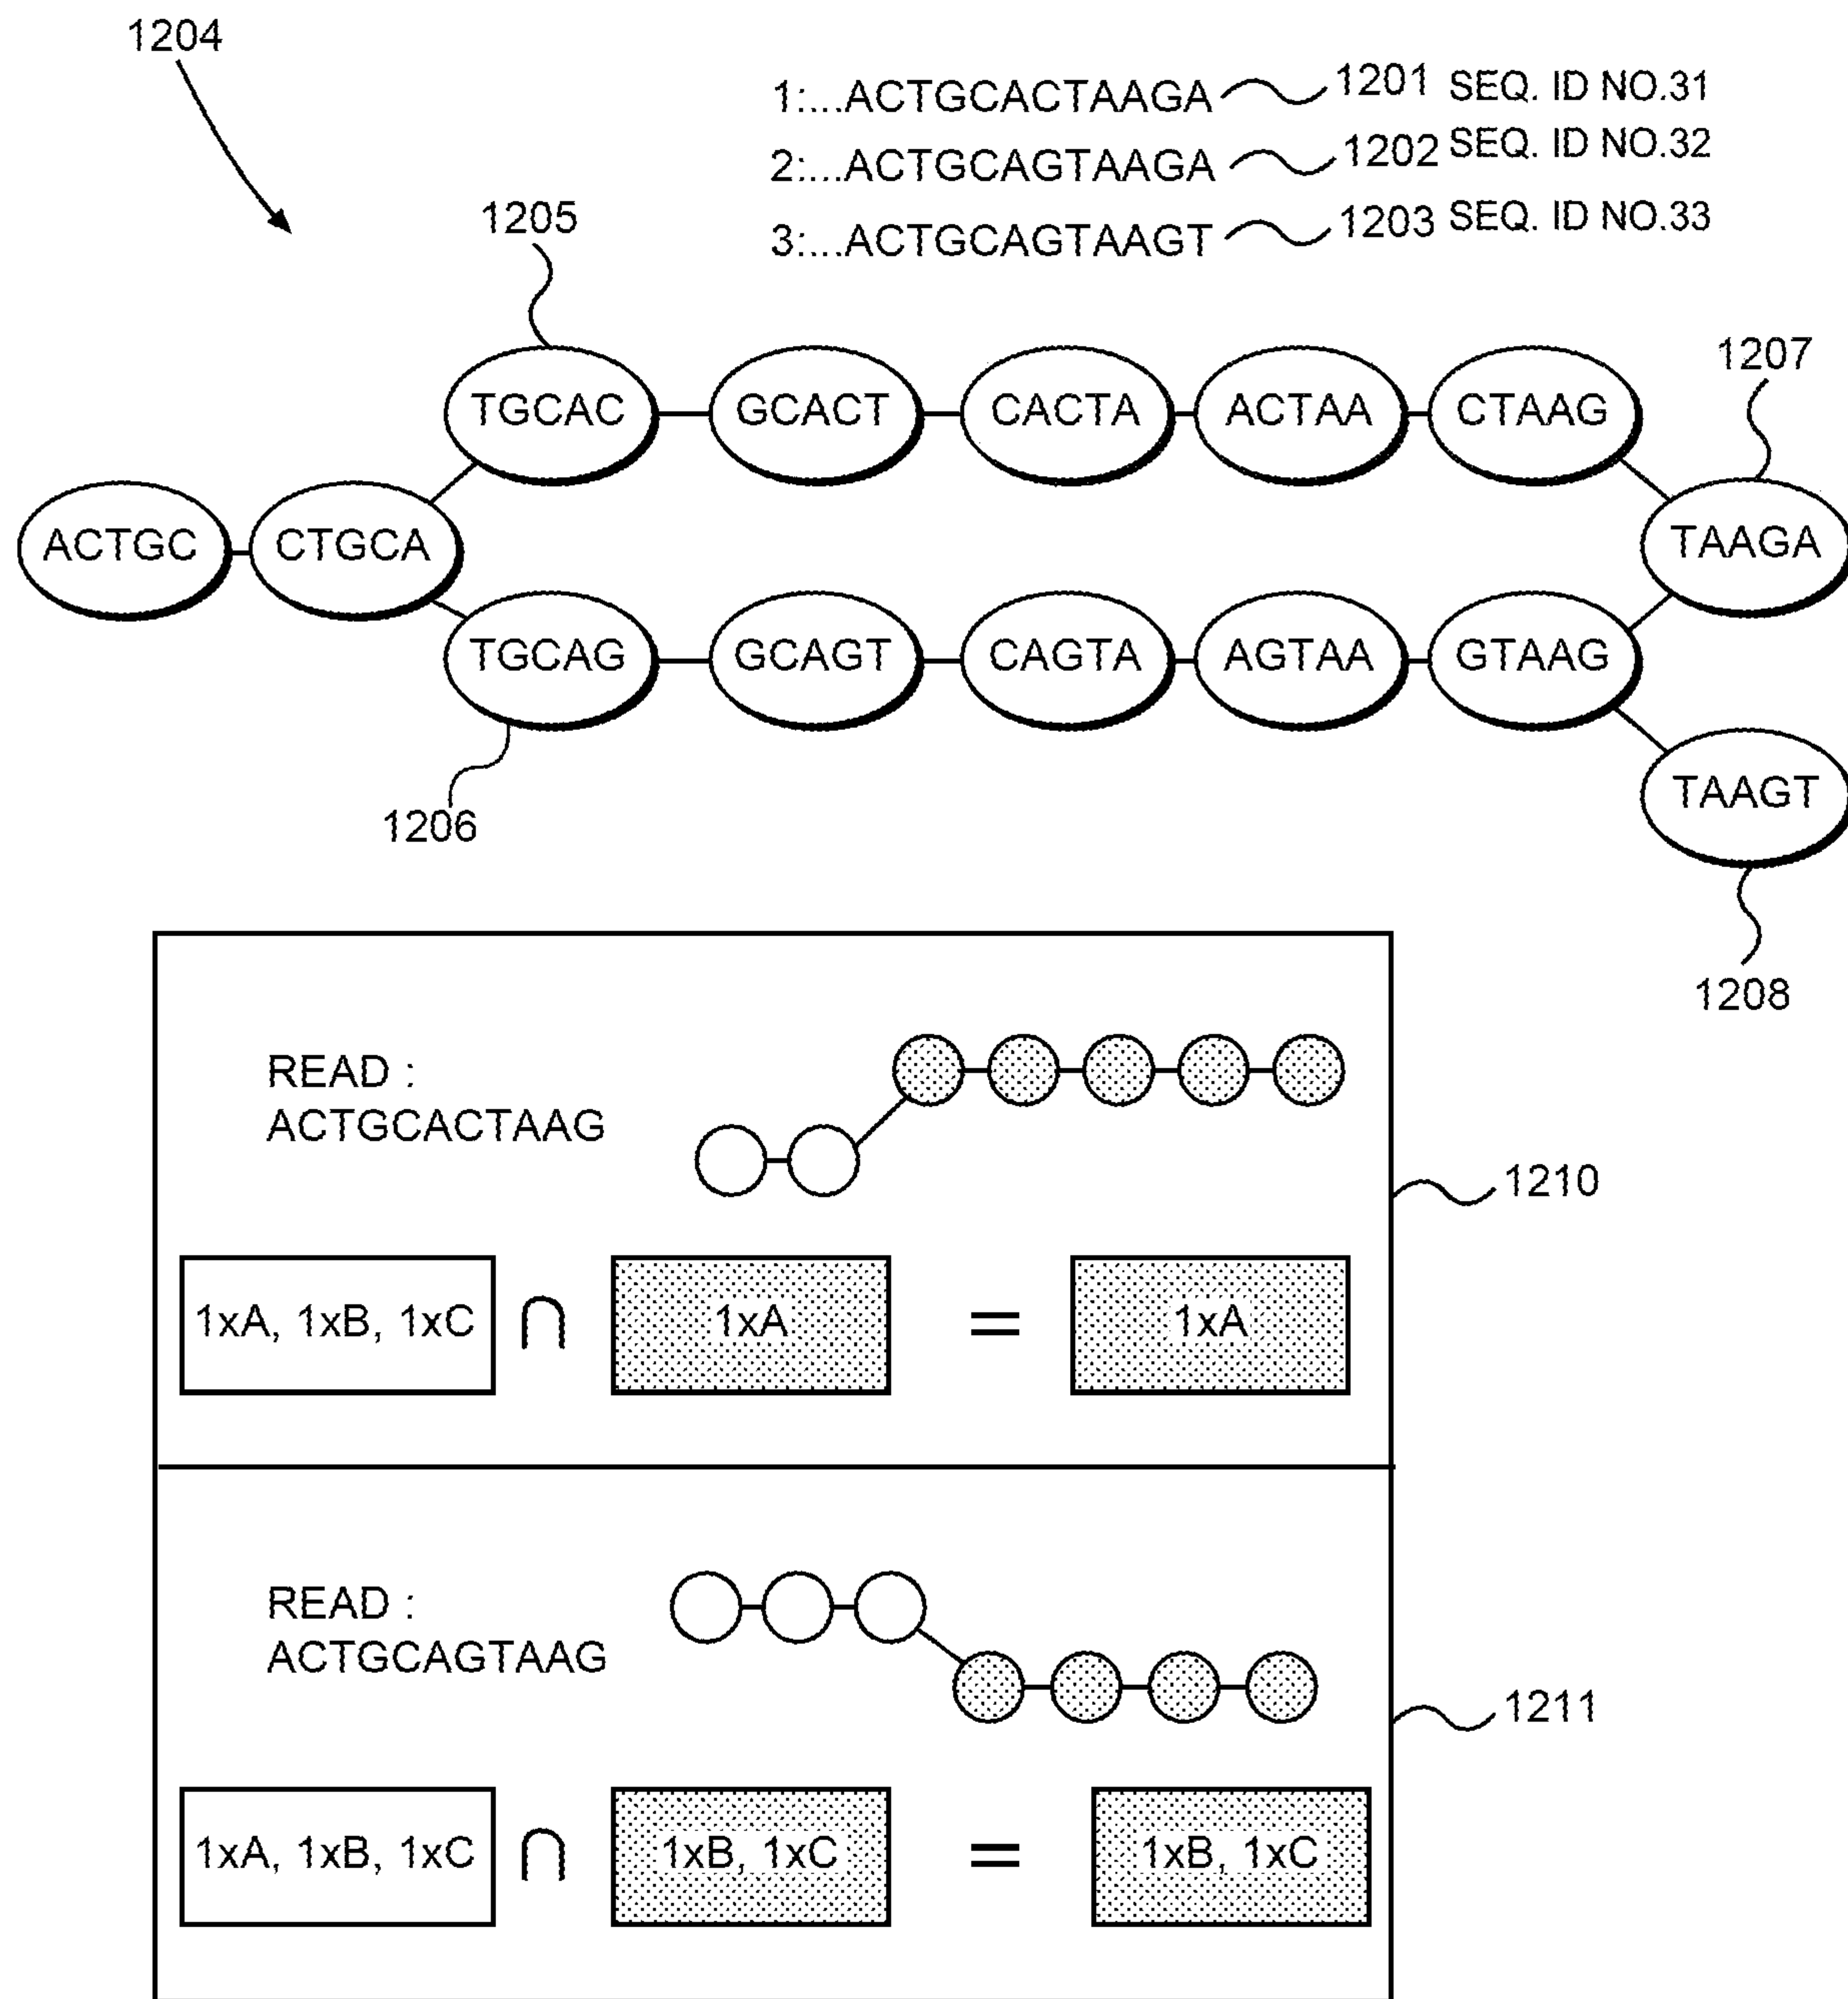 1204
1:...ACTGCACTAAGA 1201 SEQ. ID NO.31
2:...ACTGCAGTAAGA 1202 SEQ. ID NO.32
3:...ACTGCAGTAAGT 1203 SEQ. ID NO.33
1205
1207
TGCAC GCACT CACTA ACTAA CTAAG
ACTGC CTGCA TAAGA
TGCAG GCAGT CAGTA AGTAA GTAAG
TAAGT
1206
1208
READ :
ACTGCACTAAG
1210
1xA, 1xB, 1xC ∩ 1xA = 1xA
READ :
ACTGCAGTAAG
1211
1xA, 1xB, 1xC ∩ 1xB, 1xC = 1xB, 1xC